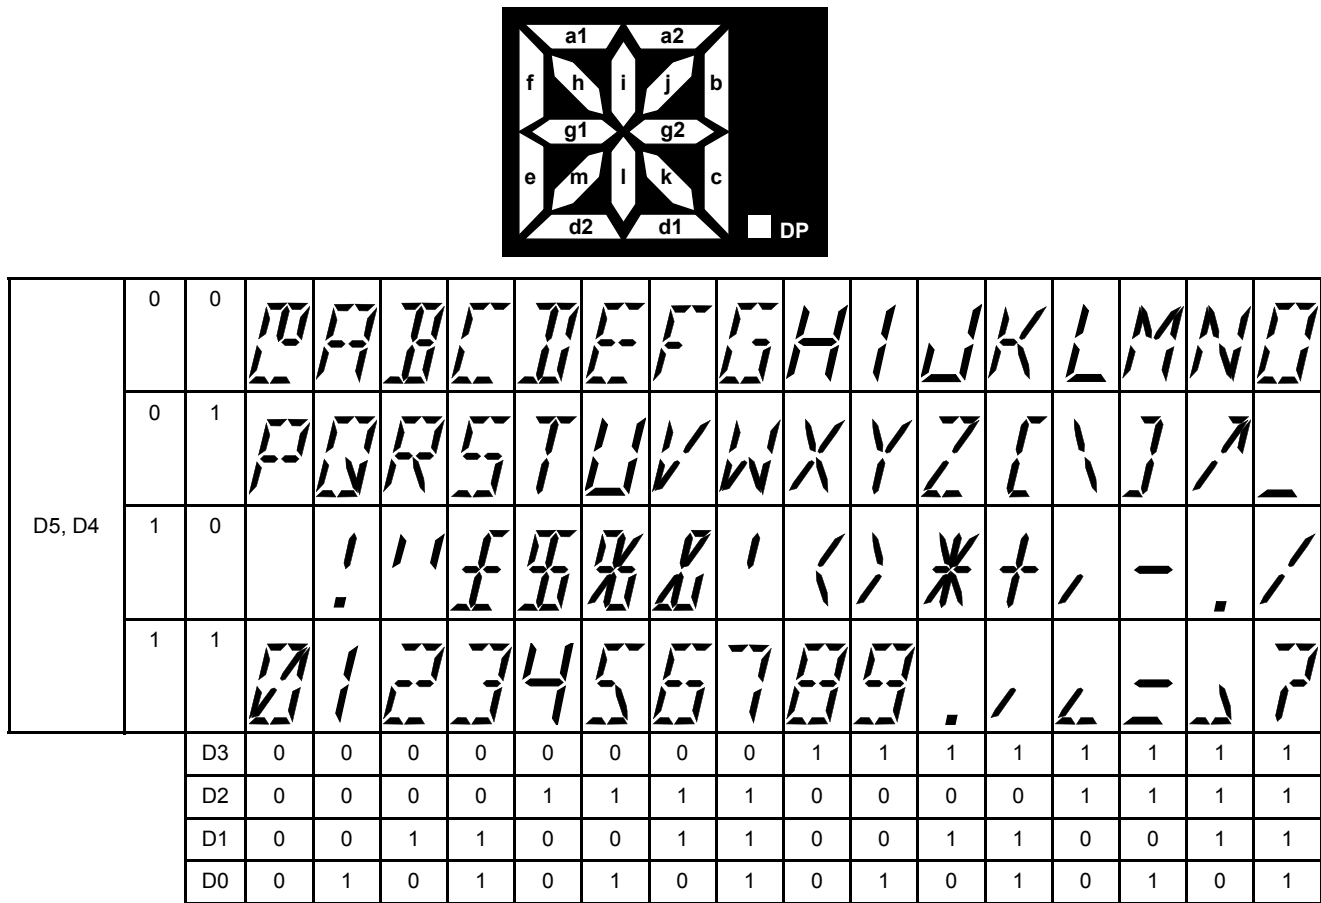 a1 a2
f h i j b
g1 g2
e m l k c
d2 d1 DP
0 0 @ A B C D E F G H I J K L M N O
0 1 P Q R S T U V W X Y Z [ \ ] ↗ _
D5, D4 1 0 ! " £ $ % & ' ( ) * + , - . /
1 1 0 1 2 3 4 5 6 7 8 9 . / = ?
D3 0 0 0 0 0 0 0 0 1 1 1 1 1 1 1 1
D2 0 0 0 0 1 1 1 1 0 0 0 0 1 1 1 1
D1 0 0 1 1 0 0 1 1 0 0 1 1 0 0 1 1
D0 0 1 0 1 0 1 0 1 0 1 0 1 0 1 0 1